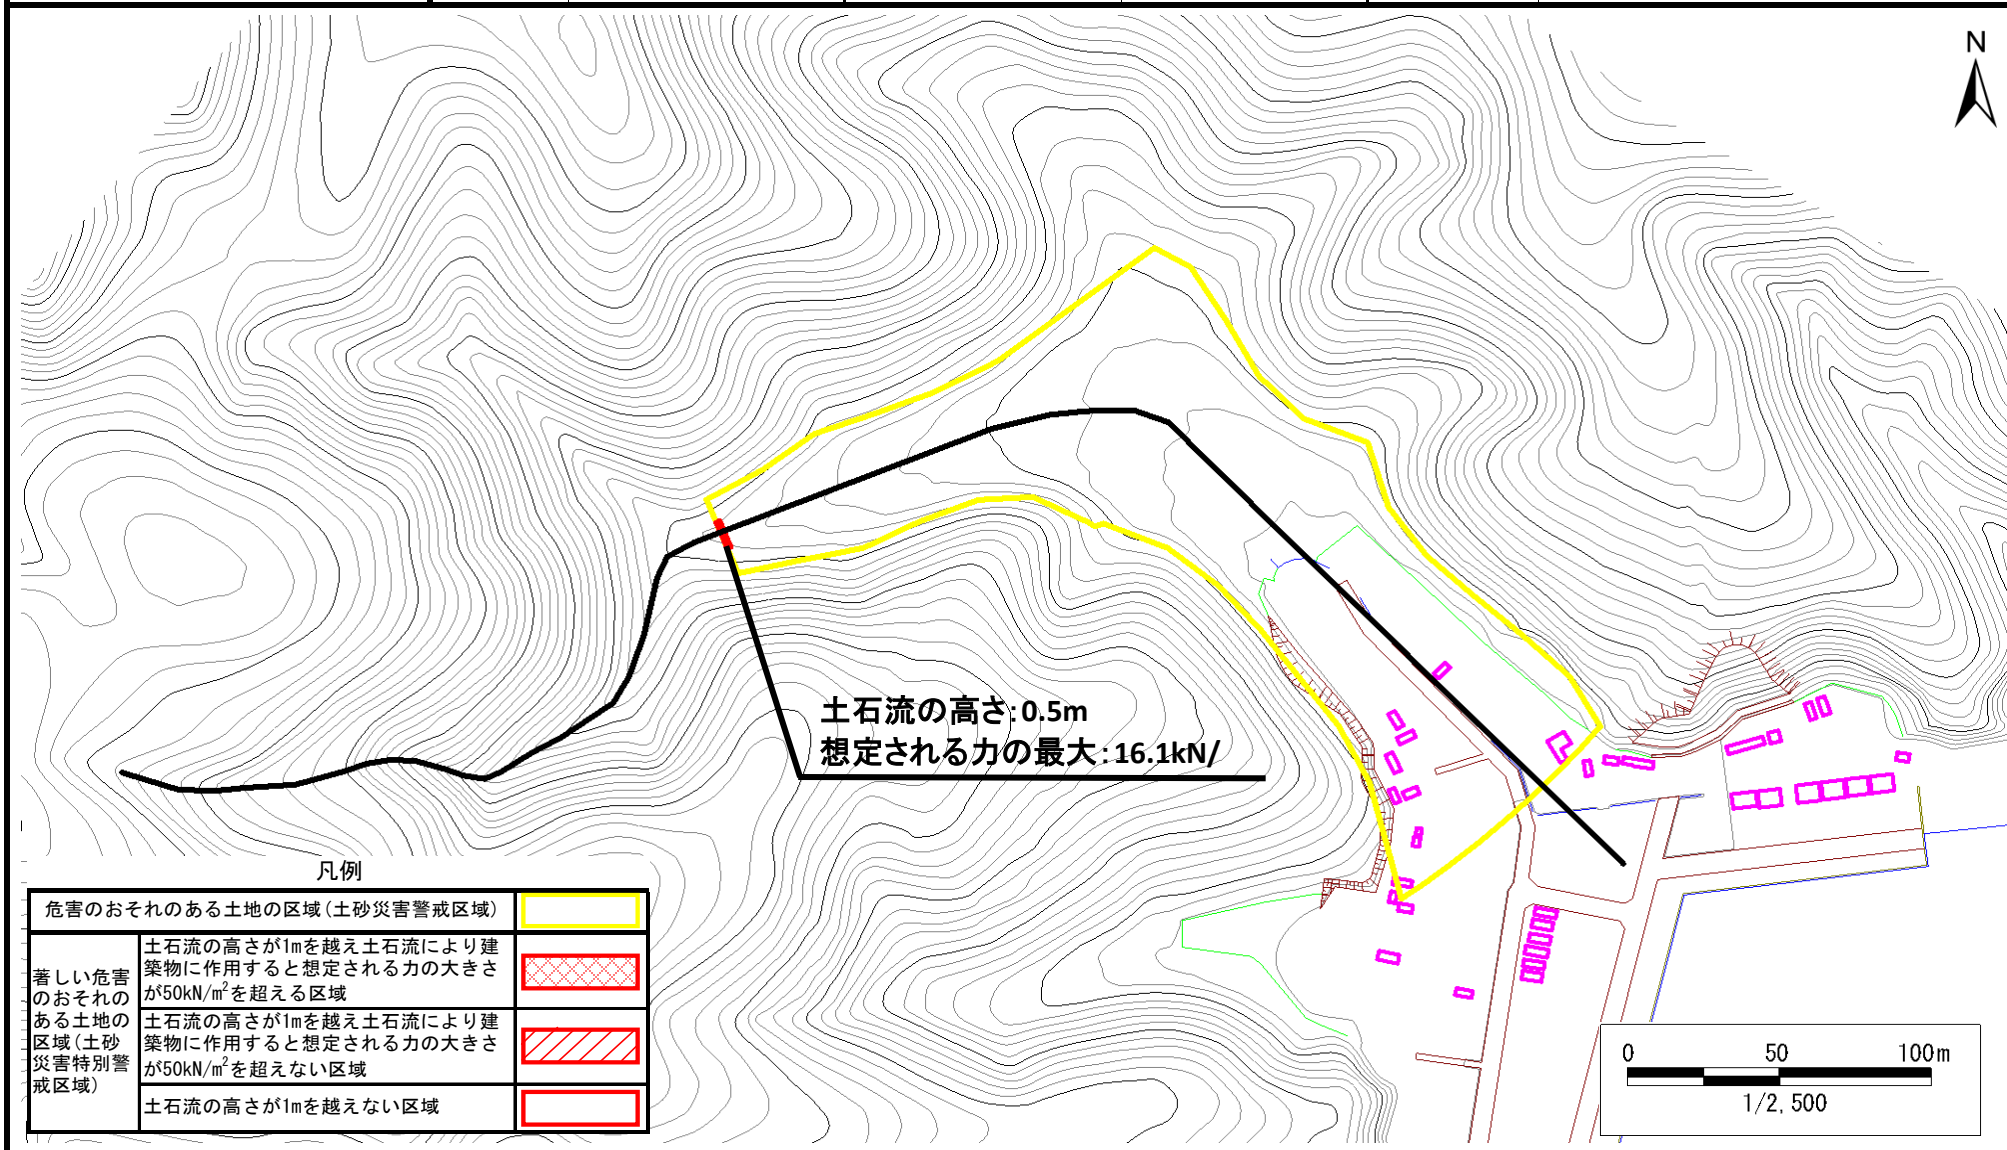 N
土石流の高さ:0.5m
想定される力の最大:16.1kN/
凡例
危害のおそれのある土地の区域(土砂災害警戒区域)
著しい危害
のおそれの
ある土地の
区域(土砂
災害特別警
戒区域)
土石流の高さが1mを越え土石流により建
築物に作用すると想定される力の大きさ
が50kN/m²を超える区域
土石流の高さが1mを越え土石流により建
築物に作用すると想定される力の大きさ
が50kN/m²を超えない区域
土石流の高さが1mを越えない区域
0 50 100m
1/2,500